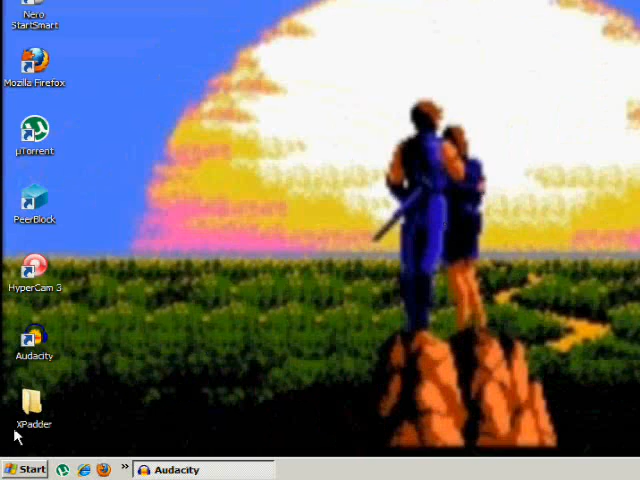 Nero
StartSmart
Mozilla Firefox
µTorrent
PeerBlock
HyperCam 3
Audacity
XPadder
Start
»
Audacity